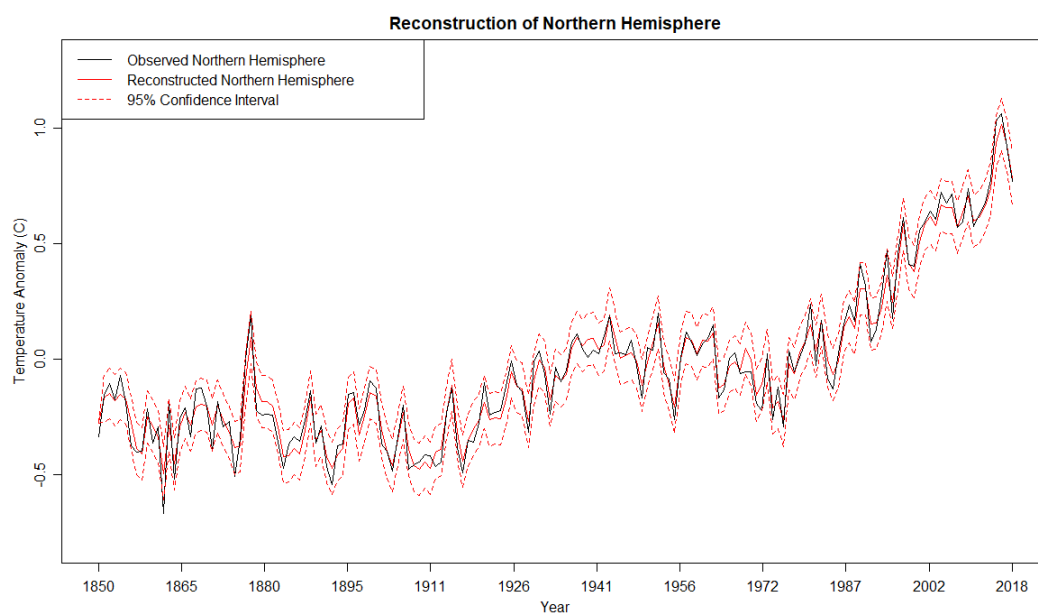 Reconstruction of Northern Hemisphere
Observed Northern Hemisphere
Reconstructed Northern Hemisphere
95% Confidence Interval
Temperature Anomaly (C)
1.0
0.5
0.0
−0.5
1850 1865 1880 1895 1911 1926 1941 1956 1972 1987 2002 2018
Year